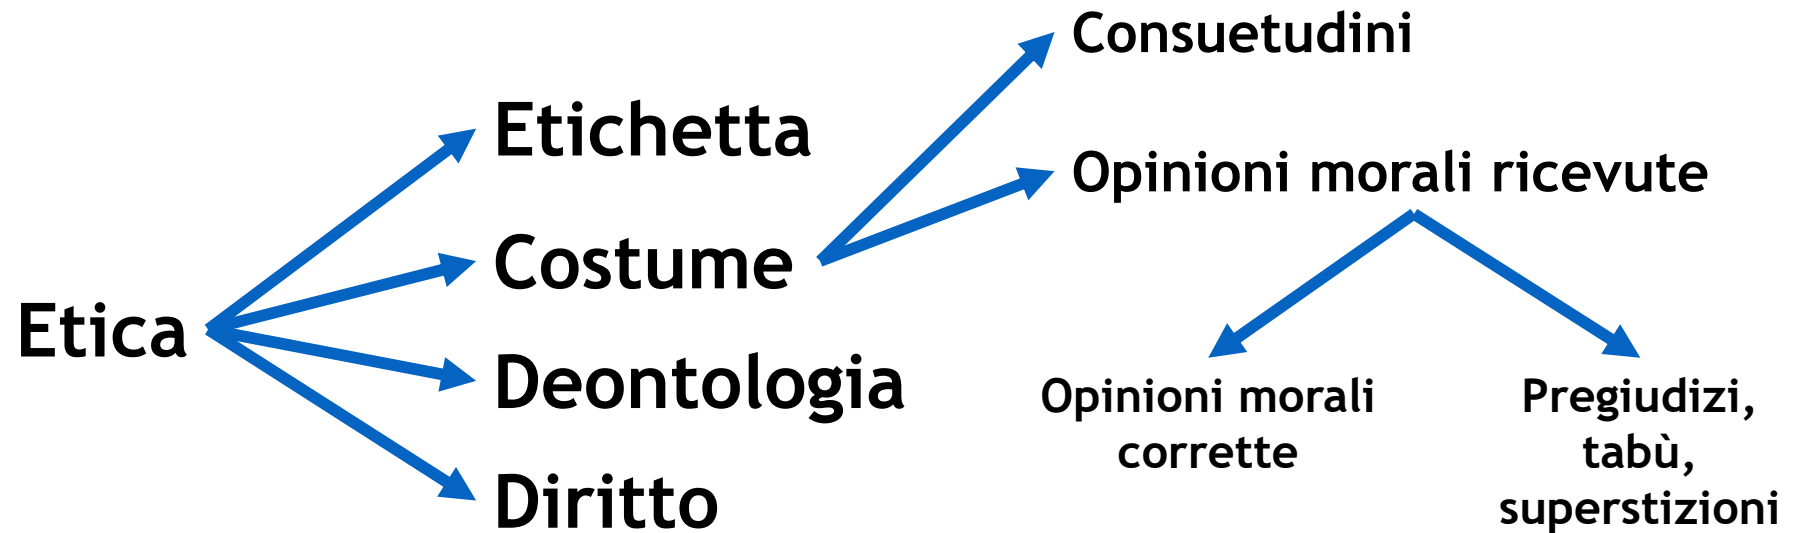 Etica
Etichetta
Costume
Deontologia
Diritto
Consuetudini
Opinioni morali ricevute
Opinioni morali
corrette
Pregiudizi,
tabù,
superstizioni